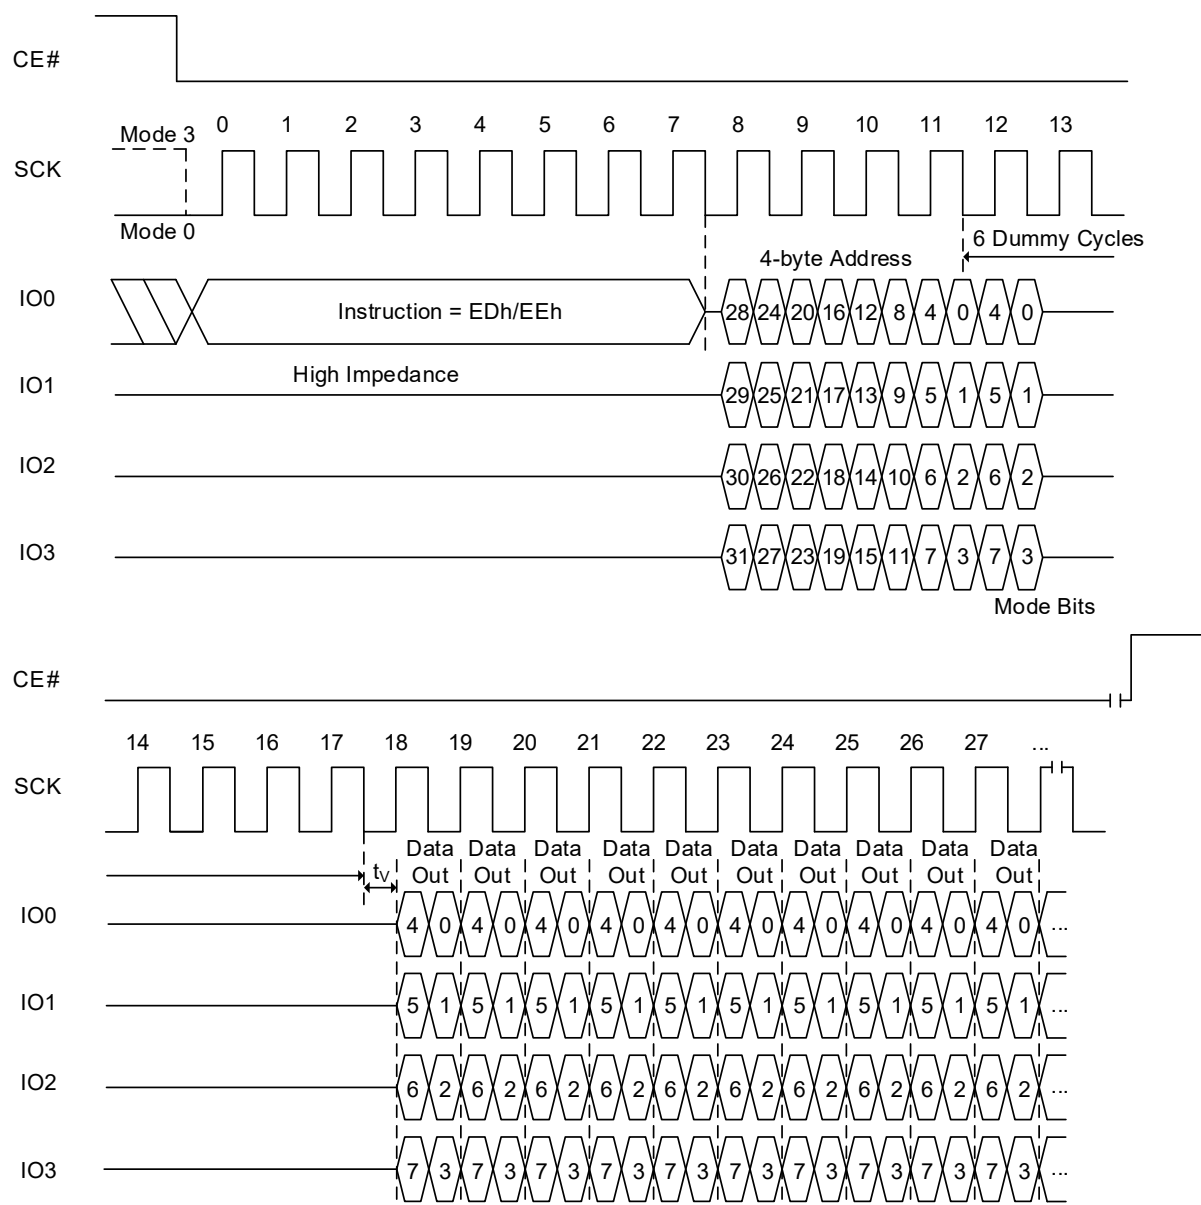 CE#
Mode 3
0 1 2 3 4 5 6 7 8 9 10 11 12 13
SCK
Mode 0
6 Dummy Cycles
4-byte Address
IO0
Instruction = EDh/EEh
28 24 20 16 12 8 4 0 4 0
High Impedance
IO1
29 25 21 17 13 9 5 1 5 1
IO2
30 26 22 18 14 10 6 2 6 2
IO3
31 27 23 19 15 11 7 3 7 3
Mode Bits
CE#
14 15 16 17 18 19 20 21 22 23 24 25 26 27 ...
SCK
tV
Data Out Data Out Data Out Data Out Data Out Data Out Data Out Data Out Data Out Data Out
IO0
4 0 4 0 4 0 4 0 4 0 4 0 4 0 4 0 4 0 4 0 ...
IO1
5 1 5 1 5 1 5 1 5 1 5 1 5 1 5 1 5 1 5 1 ...
IO2
6 2 6 2 6 2 6 2 6 2 6 2 6 2 6 2 6 2 6 2 ...
IO3
7 3 7 3 7 3 7 3 7 3 7 3 7 3 7 3 7 3 7 3 ...